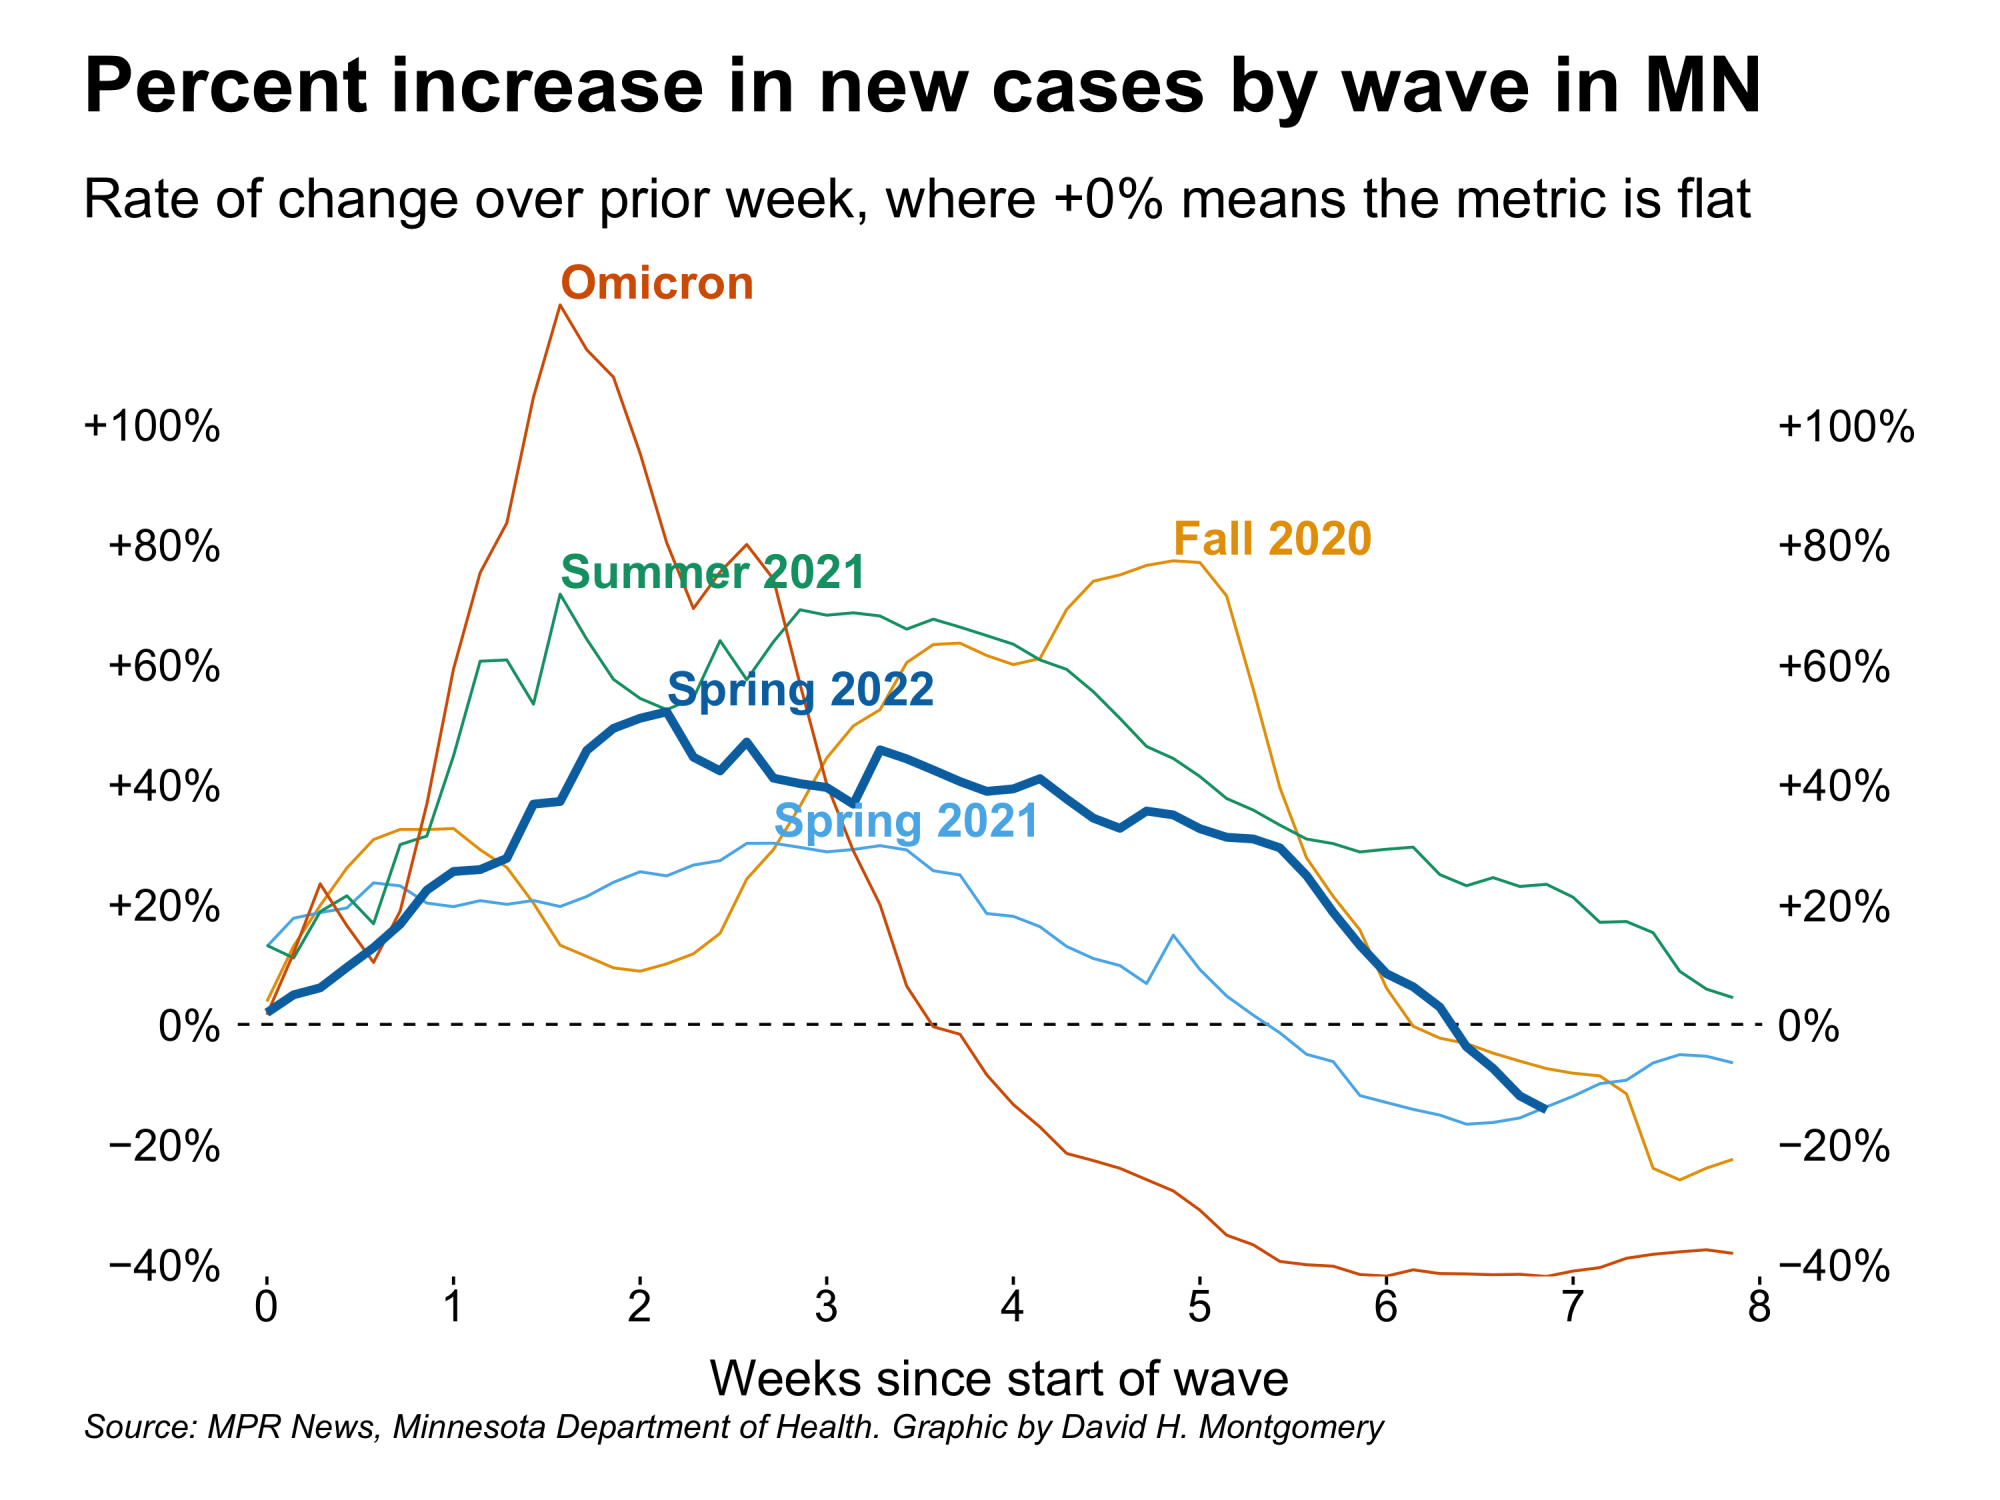 Percent increase in new cases by wave in MN
Rate of change over prior week, where +0% means the metric is flat
Omicron
+100%
+100%
Fall 2020
+80%
+80%
Summer 2021
+60%
+60%
Spring 2022
+40%
+40%
Spring 2021
+20%
+20%
0%
0%
−20%
−20%
−40%
−40%
0 1 2 3 4 5 6 7 8
Weeks since start of wave
Source: MPR News, Minnesota Department of Health. Graphic by David H. Montgomery